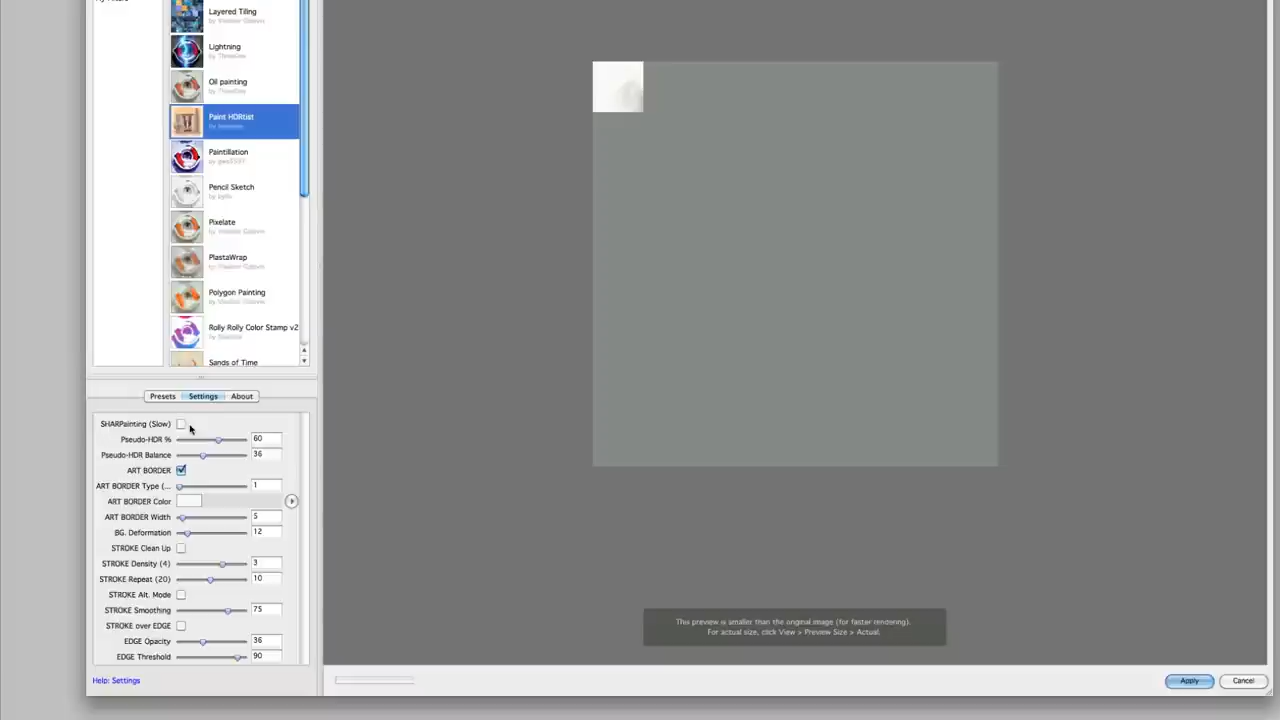 Layered Tiling
Lightning
Oil painting
Paint HDRtist
Paintillation
Pencil Sketch
Pixelate
PlastaWrap
Polygon Painting
Rolly Rolly Color Stamp v2
Sands of Time
Presets Settings About
SHARPainting (Slow)
Pseudo-HDR % 60
Pseudo-HDR Balance 36
ART BORDER
ART BORDER Type (... 1
ART BORDER Color
ART BORDER Width 5
BG. Deformation 12
STROKE Clean Up
STROKE Density (4) 3
STROKE Repeat (20) 10
STROKE Alt. Mode
STROKE Smoothing 75
STROKE over EDGE
EDGE Opacity 36
EDGE Threshold 90
Help: Settings
This preview is smaller than the original image (for faster rendering).
For actual size, click View > Preview Size > Actual.
Apply Cancel